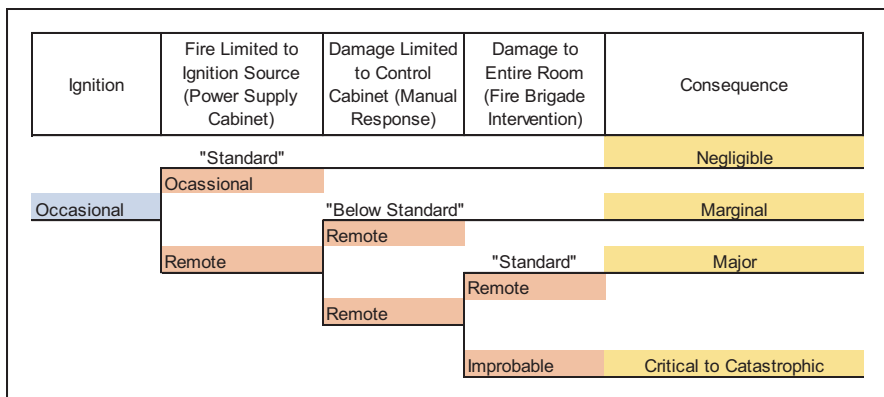 Ignition
Fire Limited to
Ignition Source
(Power Supply
Cabinet)
Damage Limited
to Control
Cabinet (Manual
Response)
Damage to
Entire Room
(Fire Brigade
Intervention)
Consequence
"Standard"
Negligible
Ocassional
Occasional
"Below Standard"
Marginal
Remote
Remote
"Standard"
Major
Remote
Remote
Improbable
Critical to Catastrophic